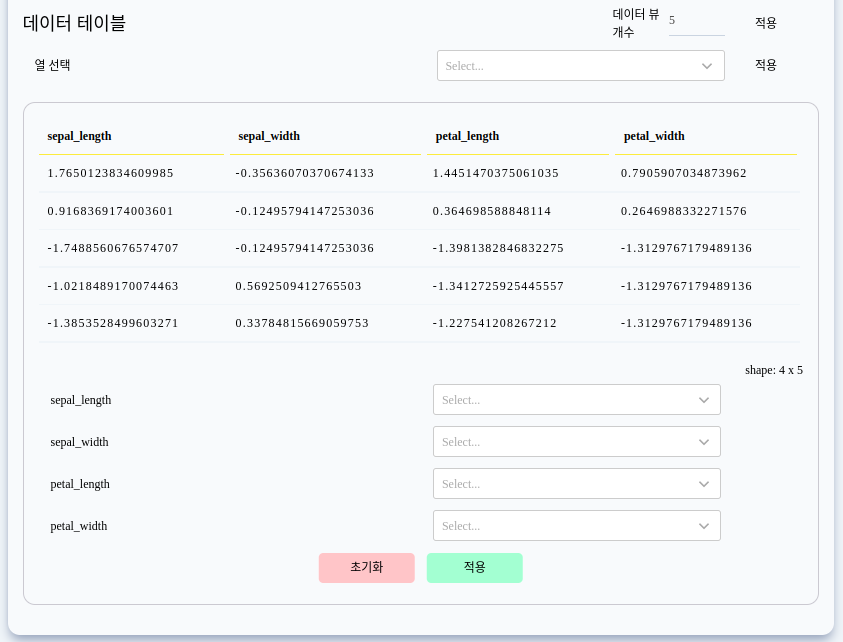 데이터 테이블
데이터 뷰
개수
5
적용
열 선택
Select...
적용
sepal_length sepal_width petal_length petal_width
1.7650123834609985 -0.35636070370674133 1.4451470375061035 0.7905907034873962
0.9168369174003601 -0.12495794147253036 0.364698588848114 0.2646988332271576
-1.7488560676574707 -0.12495794147253036 -1.3981382846832275 -1.3129767179489136
-1.0218489170074463 0.5692509412765503 -1.3412725925445557 -1.3129767179489136
-1.3853528499603271 0.33784815669059753 -1.227541208267212 -1.3129767179489136
shape: 4 x 5
sepal_length Select...
sepal_width Select...
petal_length Select...
petal_width Select...
초기화 적용